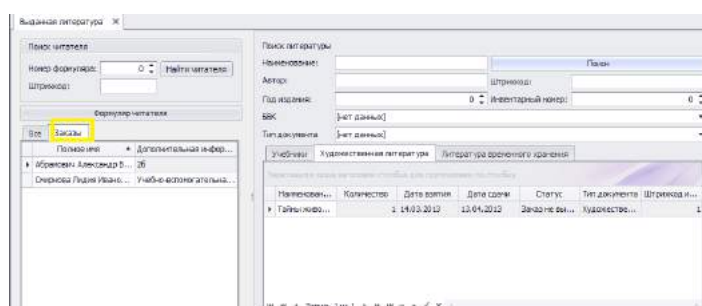 Выданная литература ×
Поиск читателя
Номер формуляра: 0 Найти читателя
Штрихкод:
Формуляр читателя
Все Заказы
Полное имя Дополнительная инфор...
Абрамович Александр В... 2б
Смирнова Лидия Ивано... Учебно-вспомогательна...
Поиск литературы
Наименование: Поиск
Автор: Штрихкод:
Год издания: 0 Инвентарный номер: 0
ББК [нет данных]
Тип документа [нет данных]
Учебники Художественная литература Литература временного хранения
Наименован... Количество Дата взятия Дата сдачи Статус Тип документа Штрихкод и...
Тайны живо... 1 14.03.2013 13.04.2013 Заказ не вы... Художестве... 1